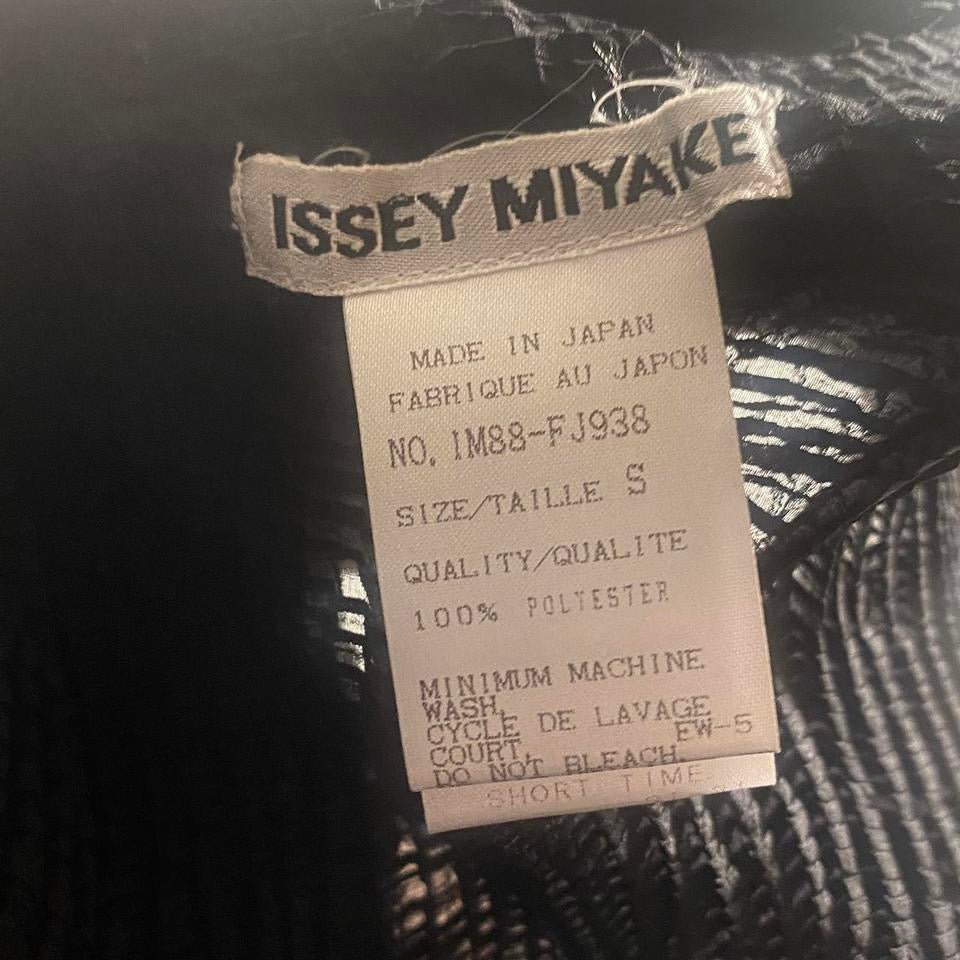 ISSEY MIYAKE
MADE IN JAPAN
FABRIQUE AU JAPON
NO. IM88-FJ938
SIZE/TAILLE S
QUALITY/QUALITE
100% POLYESTER
MINIMUM MACHINE
WASH,
CYCLE DE LAVAGE
COURT, EW-5
DO NOT BLEACH.
SHORT TIME